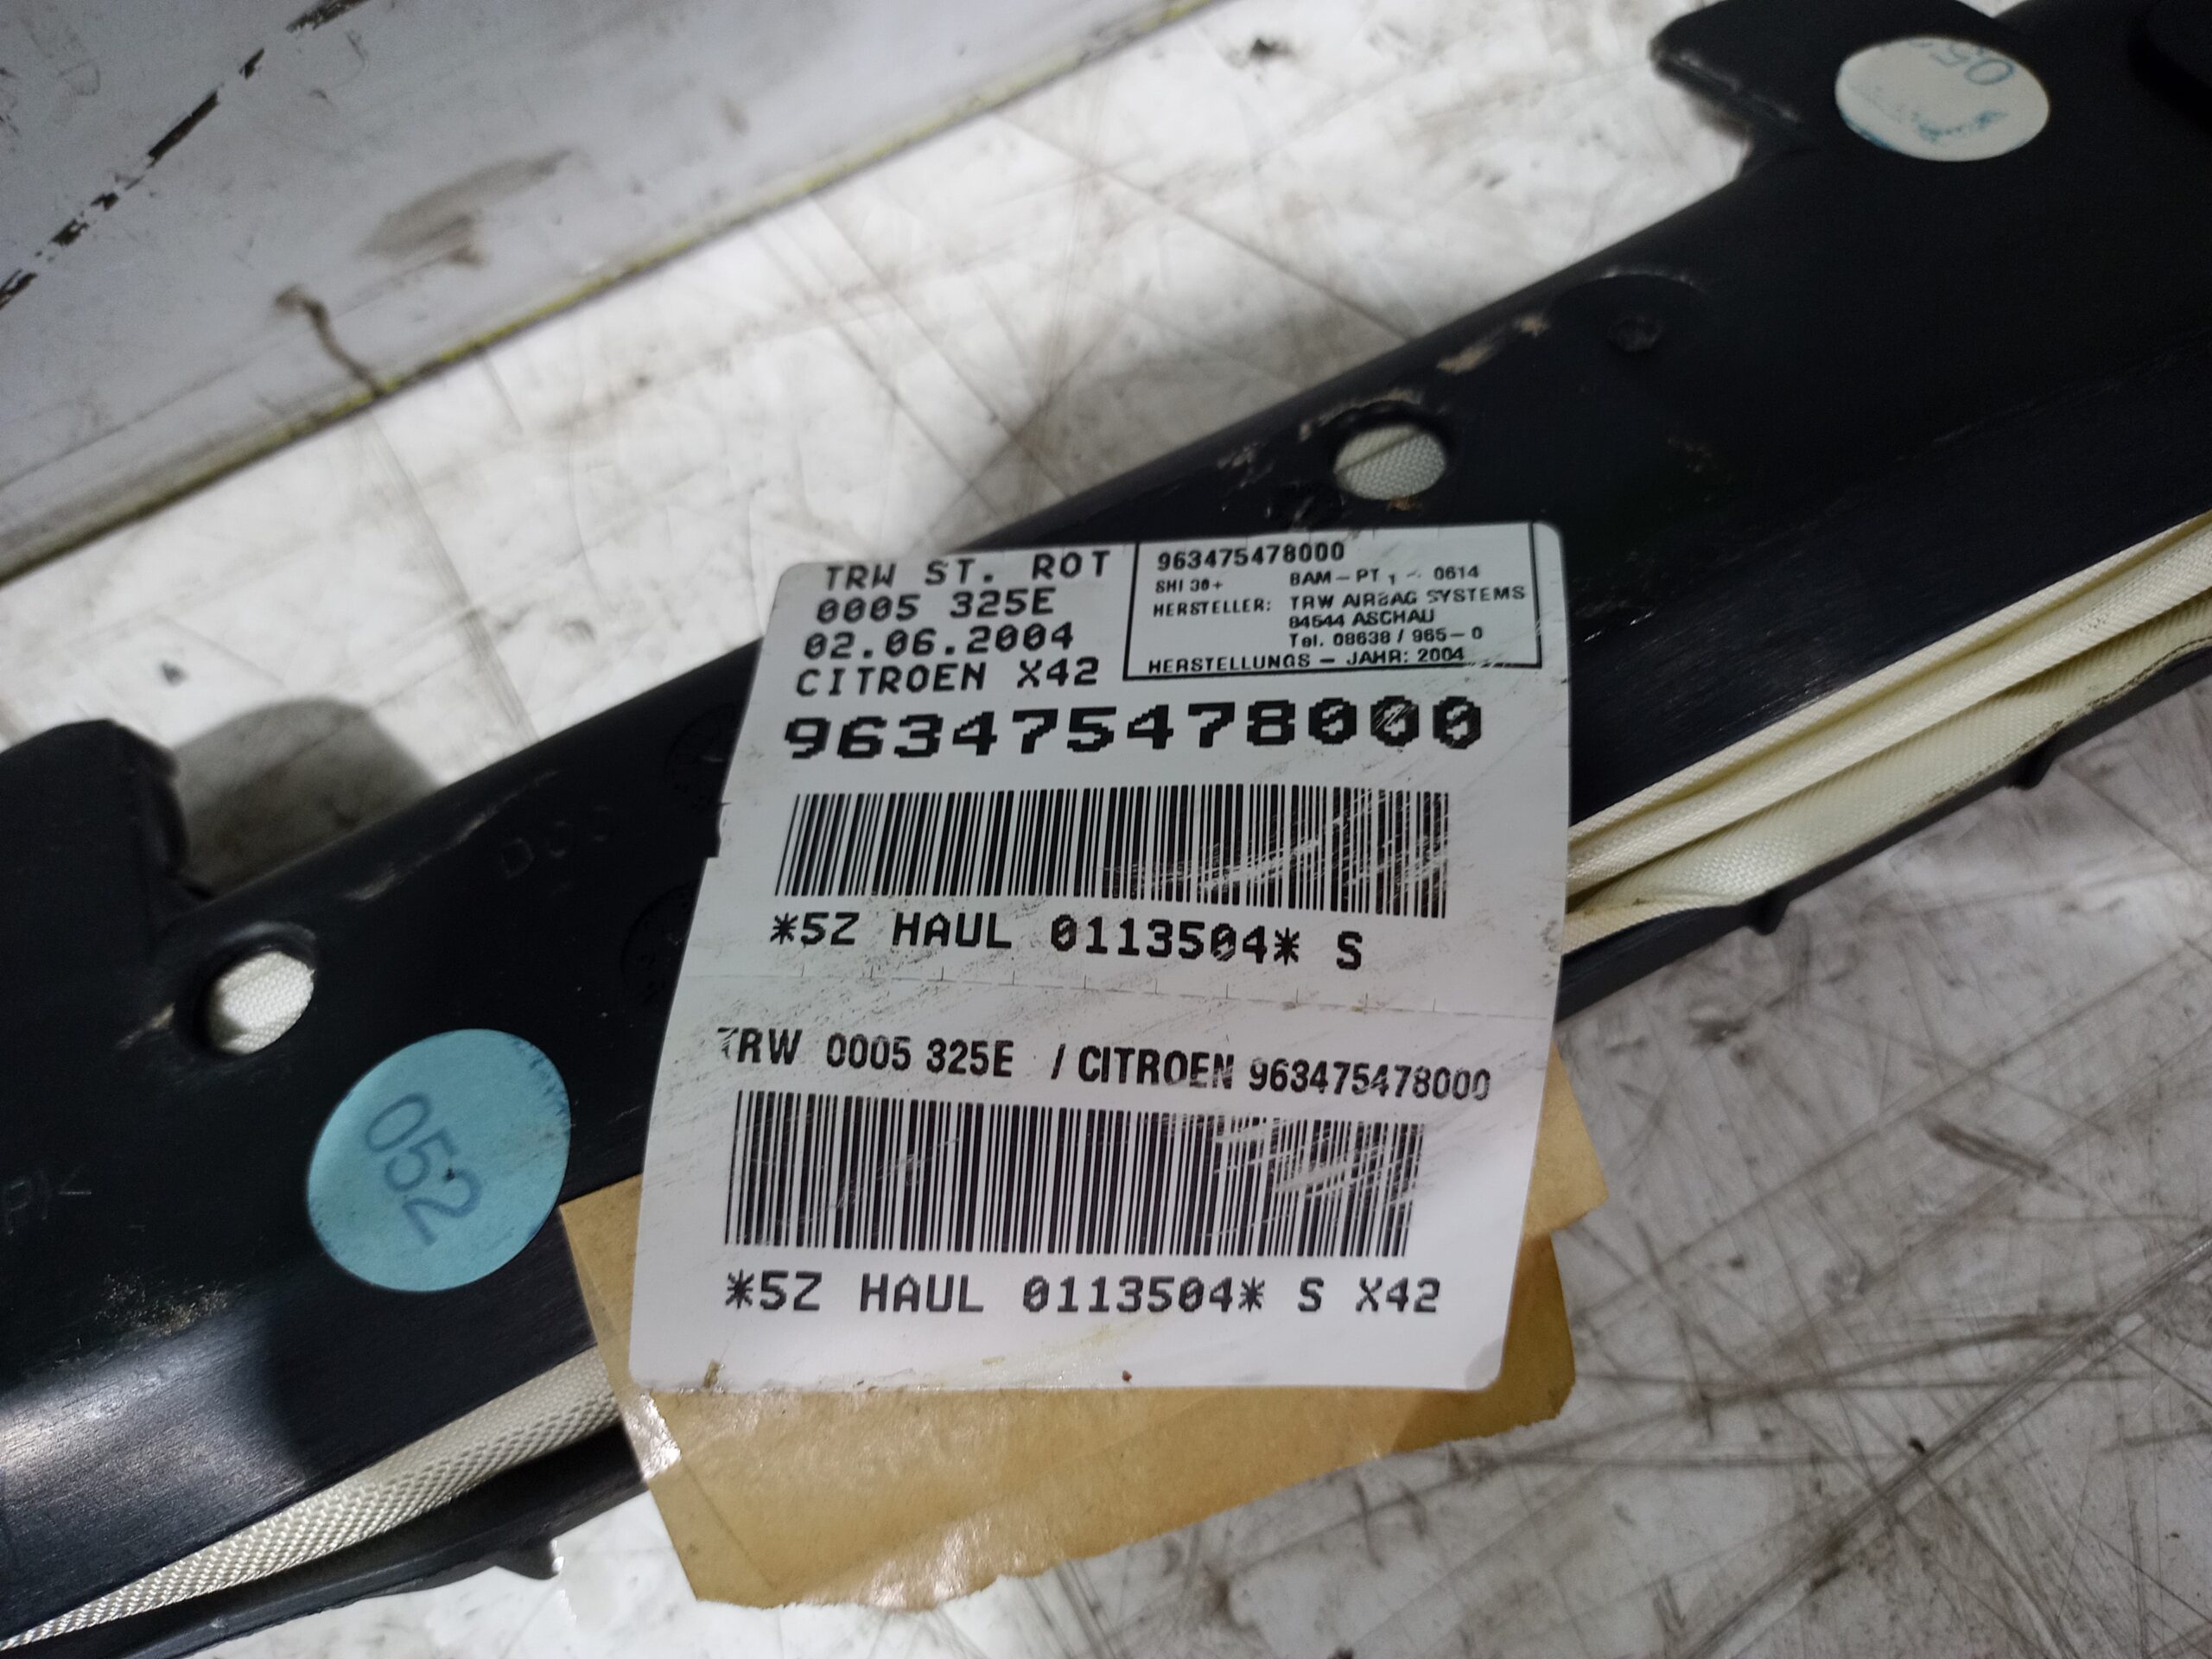 TRW ST. ROT
0005 325E
02.06.2004
CITROEN X42
963475478000
SHI 30+ BAM-PT 1 - 0614
HERSTELLER: TRW AIRBAG SYSTEMS
84544 ASCHAU
Tel. 08638 / 965-0
HERSTELLUNGS - JAHR: 2004
963475478000
*5Z HAUL 0113504* S
TRW 0005 325E / CITROEN 963475478000
*5Z HAUL 0113504* S X42
052